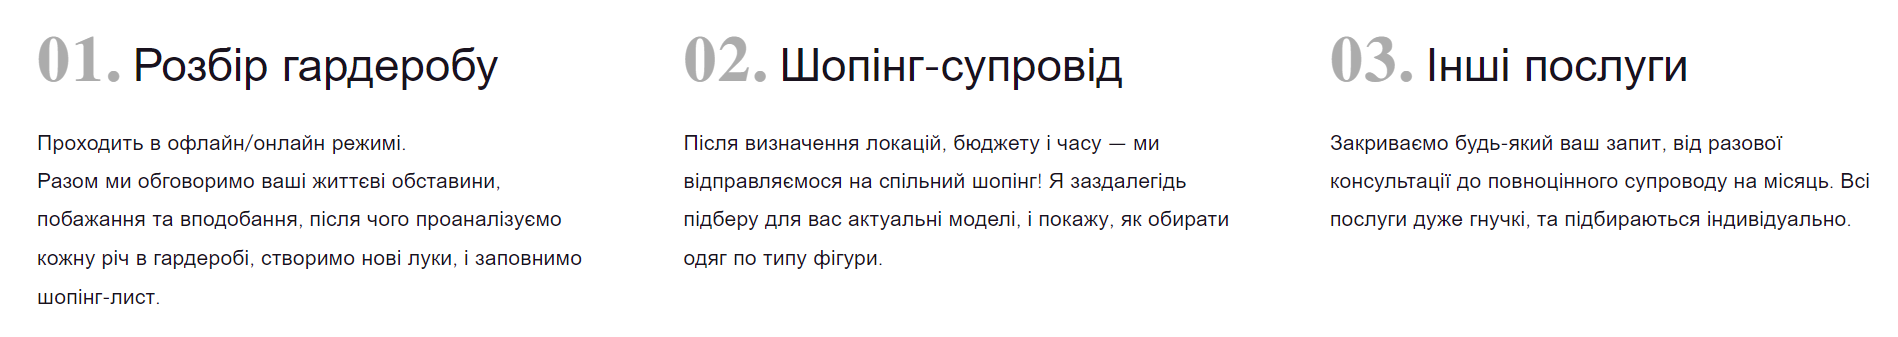 01. Розбір гардеробу
Проходить в офлайн/онлайн режимі.
Разом ми обговоримо ваші життєві обставини,
побажання та вподобання, після чого проаналізуємо
кожну річ в гардеробі, створимо нові луки, і заповнимо
шопінг-лист.
02. Шопінг-супровід
Після визначення локацій, бюджету і часу — ми
відправляємося на спільний шопінг! Я заздалегідь
підберу для вас актуальні моделі, і покажу, як обирати
одяг по типу фігури.
03. Інші послуги
Закриваємо будь-який ваш запит, від разової
консультації до повноцінного супроводу на місяць. Всі
послуги дуже гнучкі, та підбираються індивідуально.